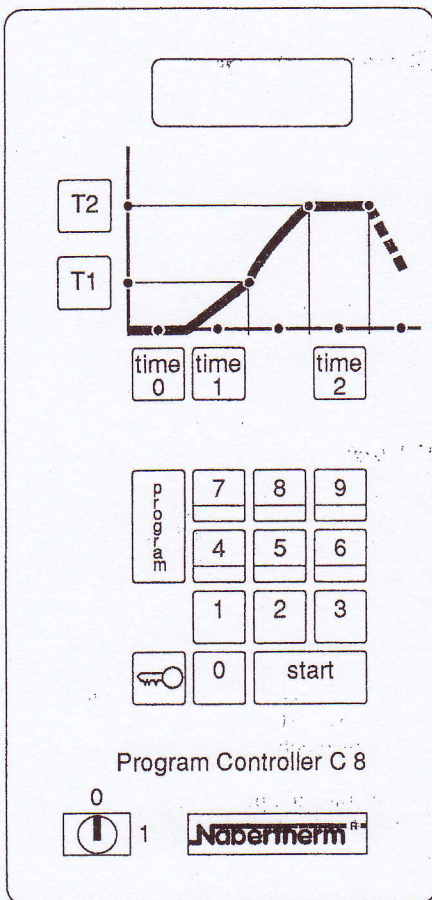 T2
T1
time 0
time 1
time 2
program
7 8 9
4 5 6
1 2 3
0 start
Program Controller C 8
0
1
Nabertherm R